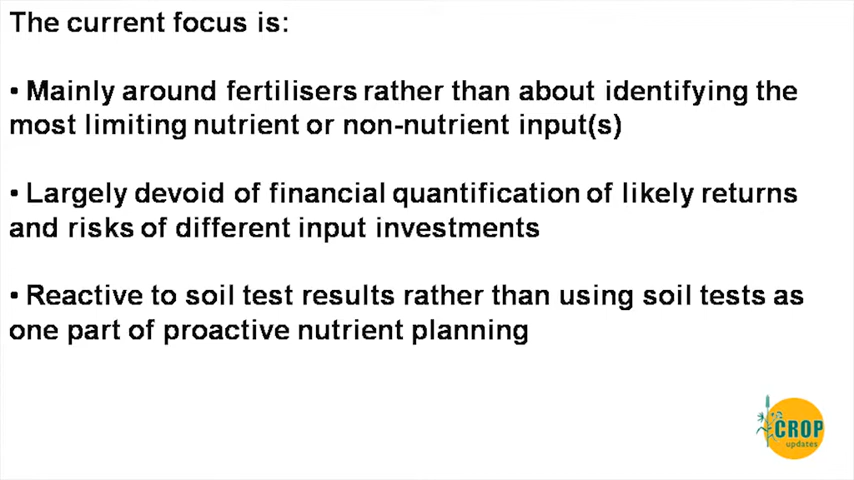 The current focus is:
• Mainly around fertilisers rather than about identifying the
most limiting nutrient or non-nutrient input(s)
• Largely devoid of financial quantification of likely returns
and risks of different input investments
• Reactive to soil test results rather than using soil tests as
one part of proactive nutrient planning
CROP
updates